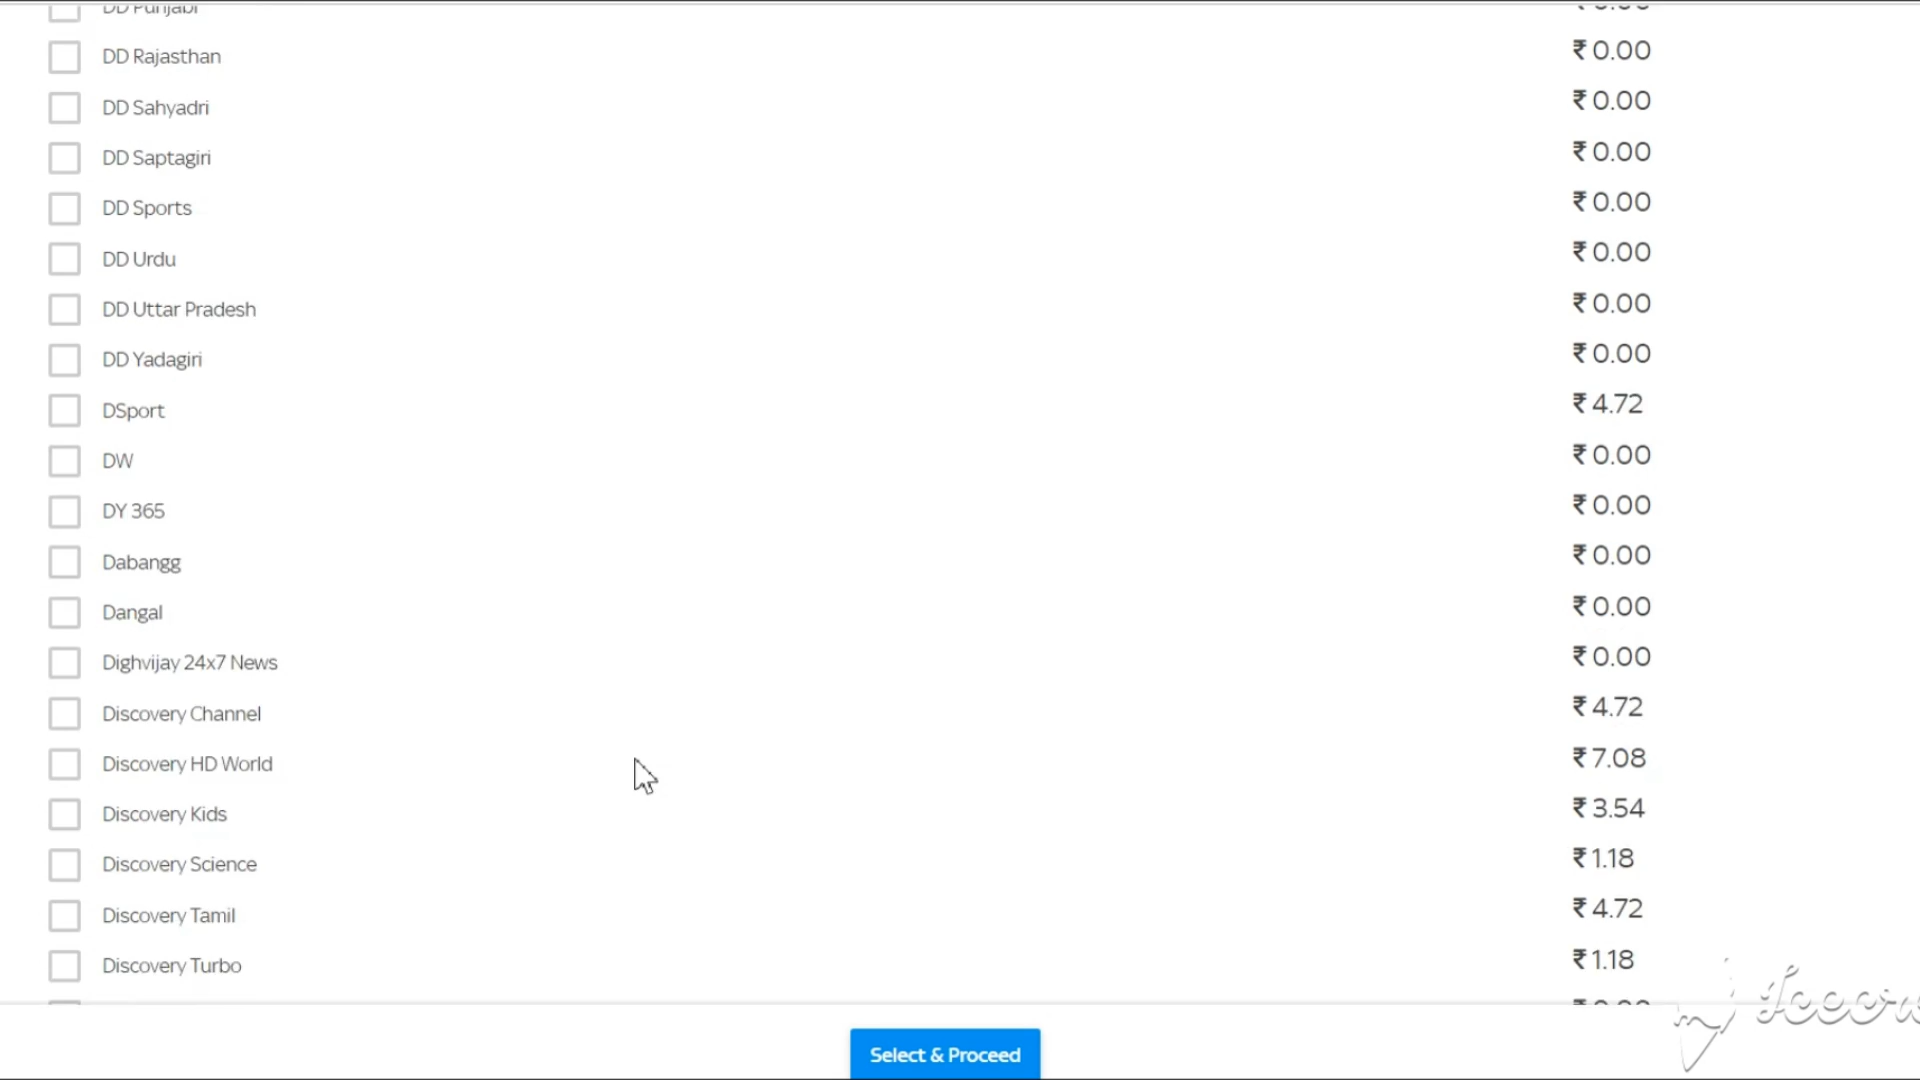 DD Punjabi
DD Rajasthan ₹ 0.00
DD Sahyadri ₹ 0.00
DD Saptagiri ₹ 0.00
DD Sports ₹ 0.00
DD Urdu ₹ 0.00
DD Uttar Pradesh ₹ 0.00
DD Yadagiri ₹ 0.00
DSport ₹ 4.72
DW ₹ 0.00
DY 365 ₹ 0.00
Dabangg ₹ 0.00
Dangal ₹ 0.00
Dighvijay 24x7 News ₹ 0.00
Discovery Channel ₹ 4.72
Discovery HD World ₹ 7.08
Discovery Kids ₹ 3.54
Discovery Science ₹ 1.18
Discovery Tamil ₹ 4.72
Discovery Turbo ₹ 1.18
Select & Proceed